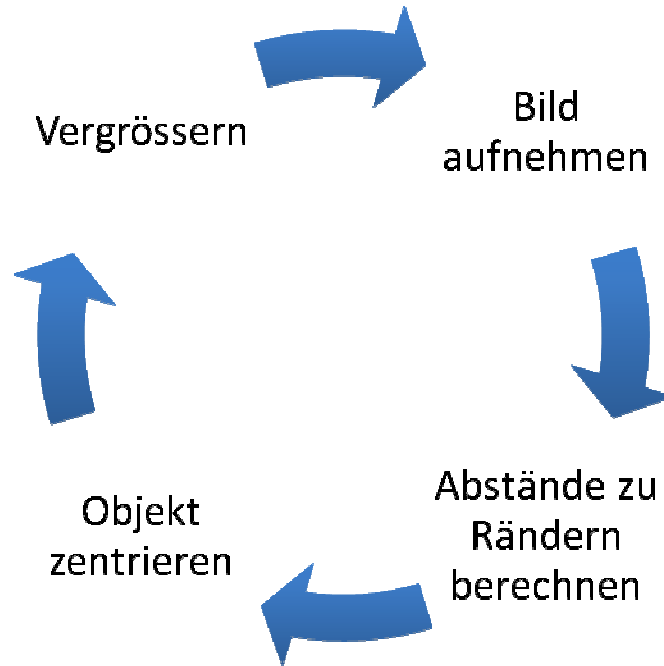 Vergrössern
Bild
aufnehmen
Abstände zu
Rändern
berechnen
Objekt
zentrieren